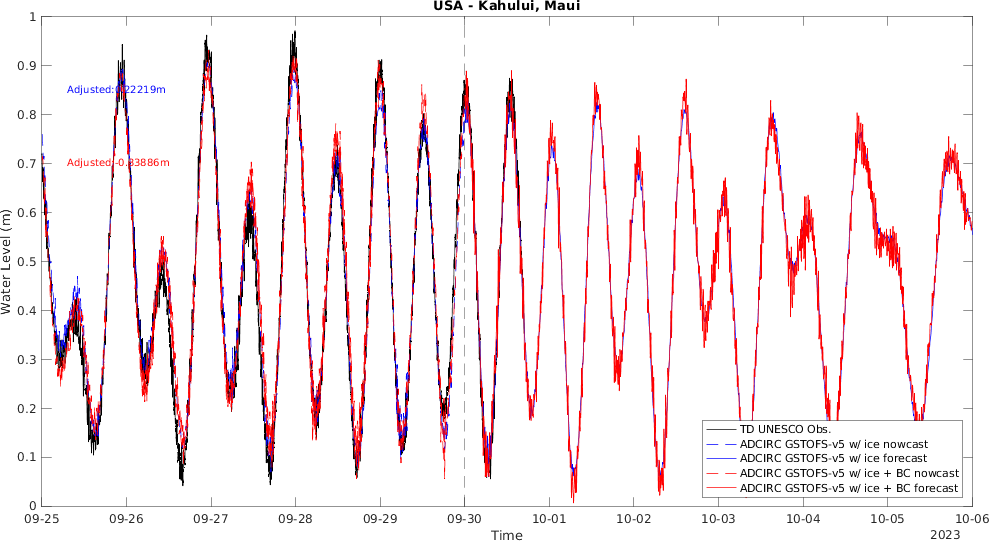 USA - Kahului, Maui
1
0.9
0.8
0.7
0.6
0.5
0.4
0.3
0.2
0.1
0
Water Level (m)
Adjusted:
Adjusted:
TD UNESCO Obs.
ADCIRC GSTOFS-v5 w/ ice nowcast
ADCIRC GSTOFS-v5 w/ ice forecast
ADCIRC GSTOFS-v5 w/ ice + BC nowcast
ADCIRC GSTOFS-v5 w/ ice + BC forecast
09-25 09-26 09-27 09-28 09-29 09-30 10-01 10-02 10-03 10-04 10-05 10-06
Time
2023